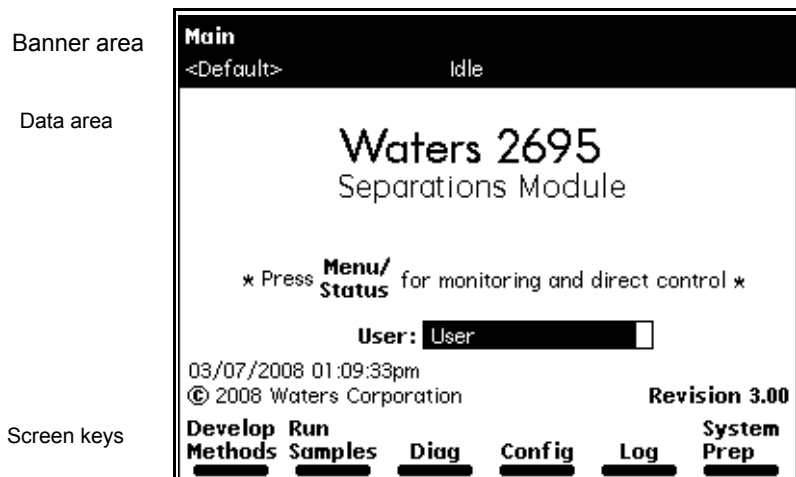 Banner area
Main
<Default> Idle
Data area
Waters 2695
Separations Module
* Press Menu/ Status for monitoring and direct control *
User: User
03/07/2008 01:09:33pm
© 2008 Waters Corporation Revision 3.00
Screen keys
Develop Methods Run Samples Diag Config Log System Prep